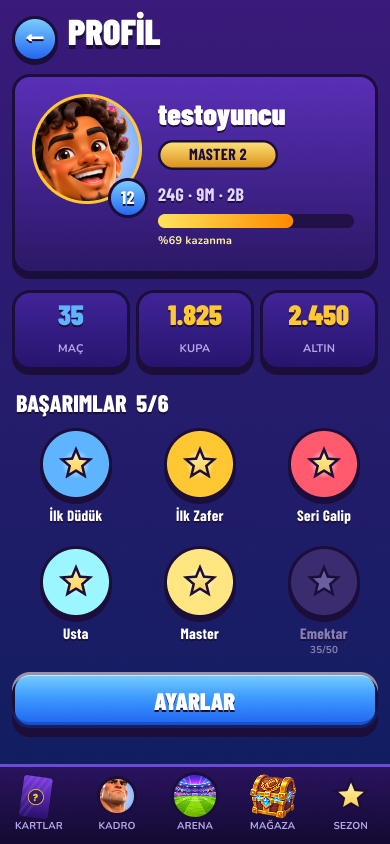 PROFİL
testoyuncu
MASTER 2
12
24G · 9M · 2B
%69 kazanma
35
MAÇ
1.825
KUPA
2.450
ALTIN
BAŞARIMLAR 5/6
İlk Düdük
İlk Zafer
Seri Galip
Usta
Master
Emektar
35/50
AYARLAR
?
KARTLAR
KADRO
ARENA
MAĞAZA
SEZON